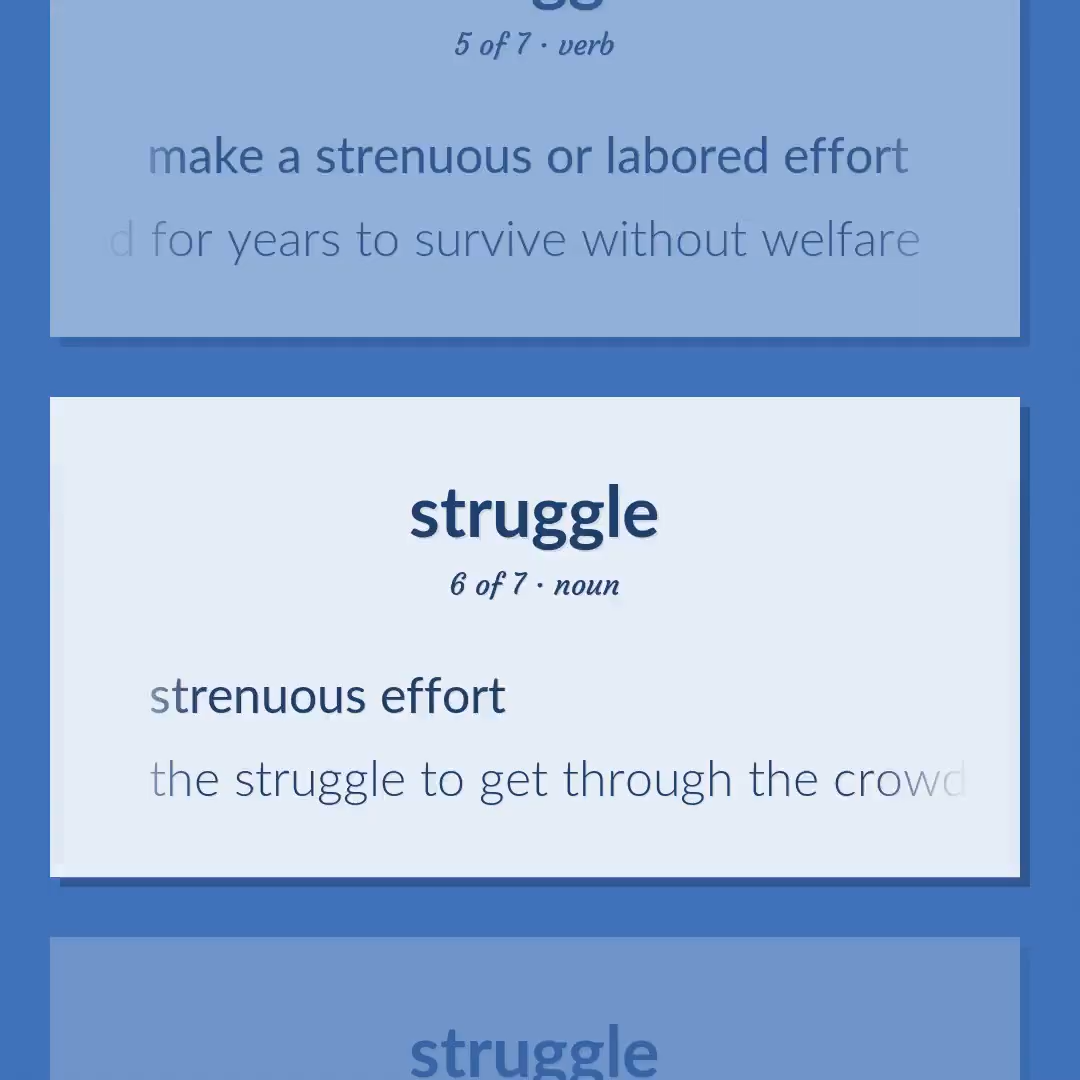 5 of 7 · verb
make a strenuous or labored effort
d for years to survive without welfare
struggle
6 of 7 · noun
strenuous effort
the struggle to get through the crowd
struggle